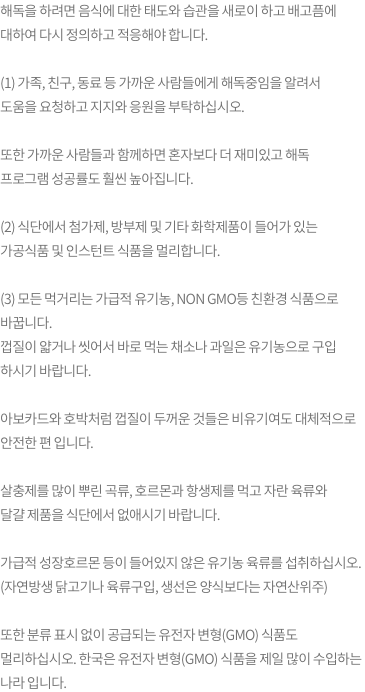 해독을 하려면 음식에 대한 태도와 습관을 새로이 하고 배고픔에
대하여 다시 정의하고 적응해야 합니다.
(1) 가족, 친구, 동료 등 가까운 사람들에게 해독중임을 알려서
도움을 요청하고 지지와 응원을 부탁하십시오.
또한 가까운 사람들과 함께하면 혼자보다 더 재미있고 해독
프로그램 성공률도 훨씬 높아집니다.
(2) 식단에서 첨가제, 방부제 및 기타 화학제품이 들어가 있는
가공식품 및 인스턴트 식품을 멀리합니다.
(3) 모든 먹거리는 가급적 유기농, NON GMO등 친환경 식품으로
바꿉니다.
껍질이 얇거나 씻어서 바로 먹는 채소나 과일은 유기농으로 구입
하시기 바랍니다.
아보카드와 호박처럼 껍질이 두꺼운 것들은 비유기여도 대체적으로
안전한 편 입니다.
살충제를 많이 뿌린 곡류, 호르몬과 항생제를 먹고 자란 육류와
달걀 제품을 식단에서 없애시기 바랍니다.
가급적 성장호르몬 등이 들어있지 않은 유기농 육류를 섭취하십시오.
(자연방생 닭고기나 육류구입, 생선은 양식보다는 자연산위주)
또한 분류 표시 없이 공급되는 유전자 변형(GMO) 식품도
멀리하십시오. 한국은 유전자 변형(GMO) 식품을 제일 많이 수입하는
나라 입니다.